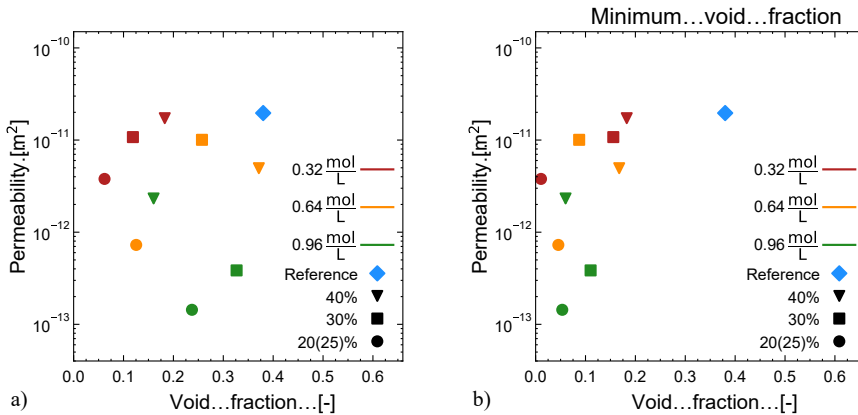 Minimum...void...fraction
Permeability.[m²]
10⁻¹⁰
10⁻¹¹
10⁻¹²
10⁻¹³
0.32 mol/L
0.64 mol/L
0.96 mol/L
Reference
40%
30%
20(25)%
0.0 0.1 0.2 0.3 0.4 0.5 0.6
a)
Void...fraction...[-]
Permeability.[m²]
10⁻¹⁰
10⁻¹¹
10⁻¹²
10⁻¹³
0.32 mol/L
0.64 mol/L
0.96 mol/L
Reference
40%
30%
20(25)%
0.0 0.1 0.2 0.3 0.4 0.5 0.6
b)
Void...fraction...[-]